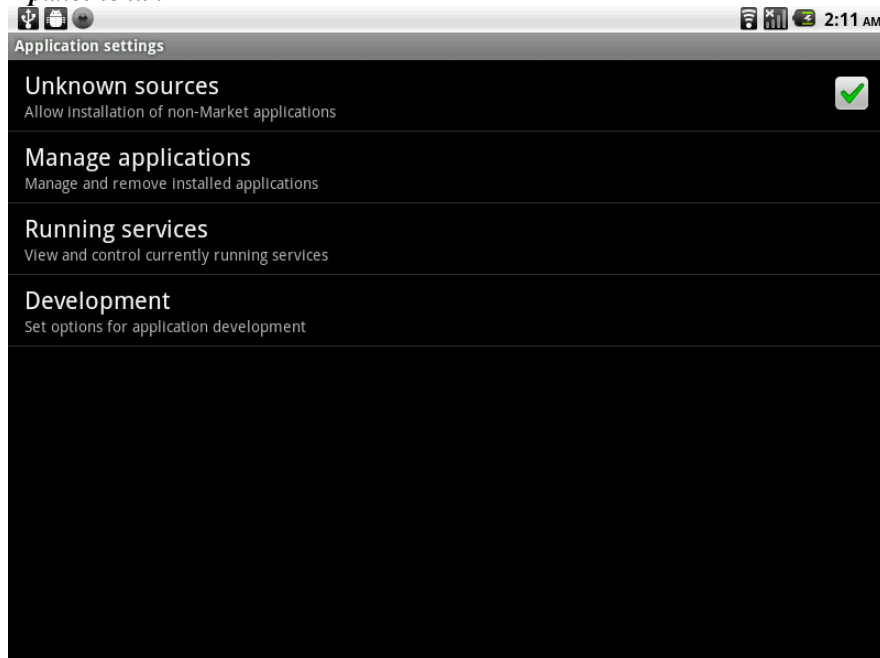 2:11 AM
Application settings
Unknown sources
Allow installation of non-Market applications
Manage applications
Manage and remove installed applications
Running services
View and control currently running services
Development
Set options for application development